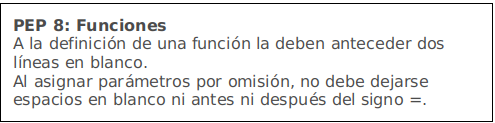 PEP 8: Funciones
A la definición de una función la deben anteceder dos
líneas en blanco.
Al asignar parámetros por omisión, no debe dejarse
espacios en blanco ni antes ni después del signo =.